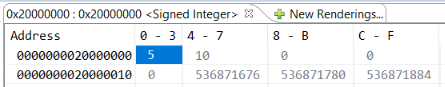 0x20000000 : 0x20000000 <Signed Integer> New Renderings...
Address 0 - 3 4 - 7 8 - B C - F
0000000020000000 5 10 0 0
0000000020000010 0 536871676 536871780 536871884